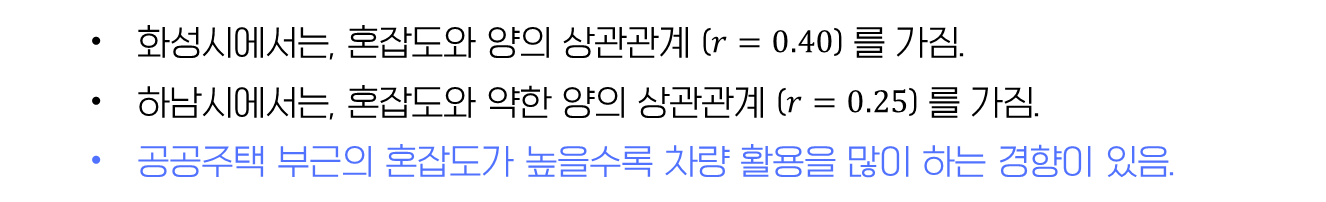 • 화성시에서는, 혼잡도와 양의 상관관계 (r = 0.40) 를 가짐.
• 하남시에서는, 혼잡도와 약한 양의 상관관계 (r = 0.25) 를 가짐.
• 공공주택 부근의 혼잡도가 높을수록 차량 활용을 많이 하는 경향이 있음.